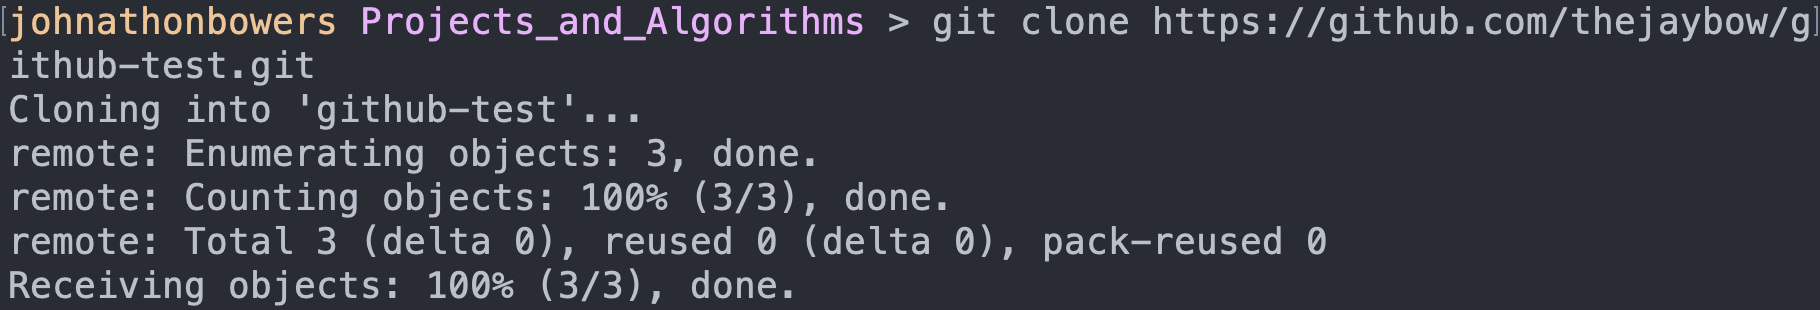 johnathonbowers Projects_and_Algorithms > git clone https://github.com/thejaybow/g
ithub-test.git
Cloning into 'github-test'...
remote: Enumerating objects: 3, done.
remote: Counting objects: 100% (3/3), done.
remote: Total 3 (delta 0), reused 0 (delta 0), pack-reused 0
Receiving objects: 100% (3/3), done.